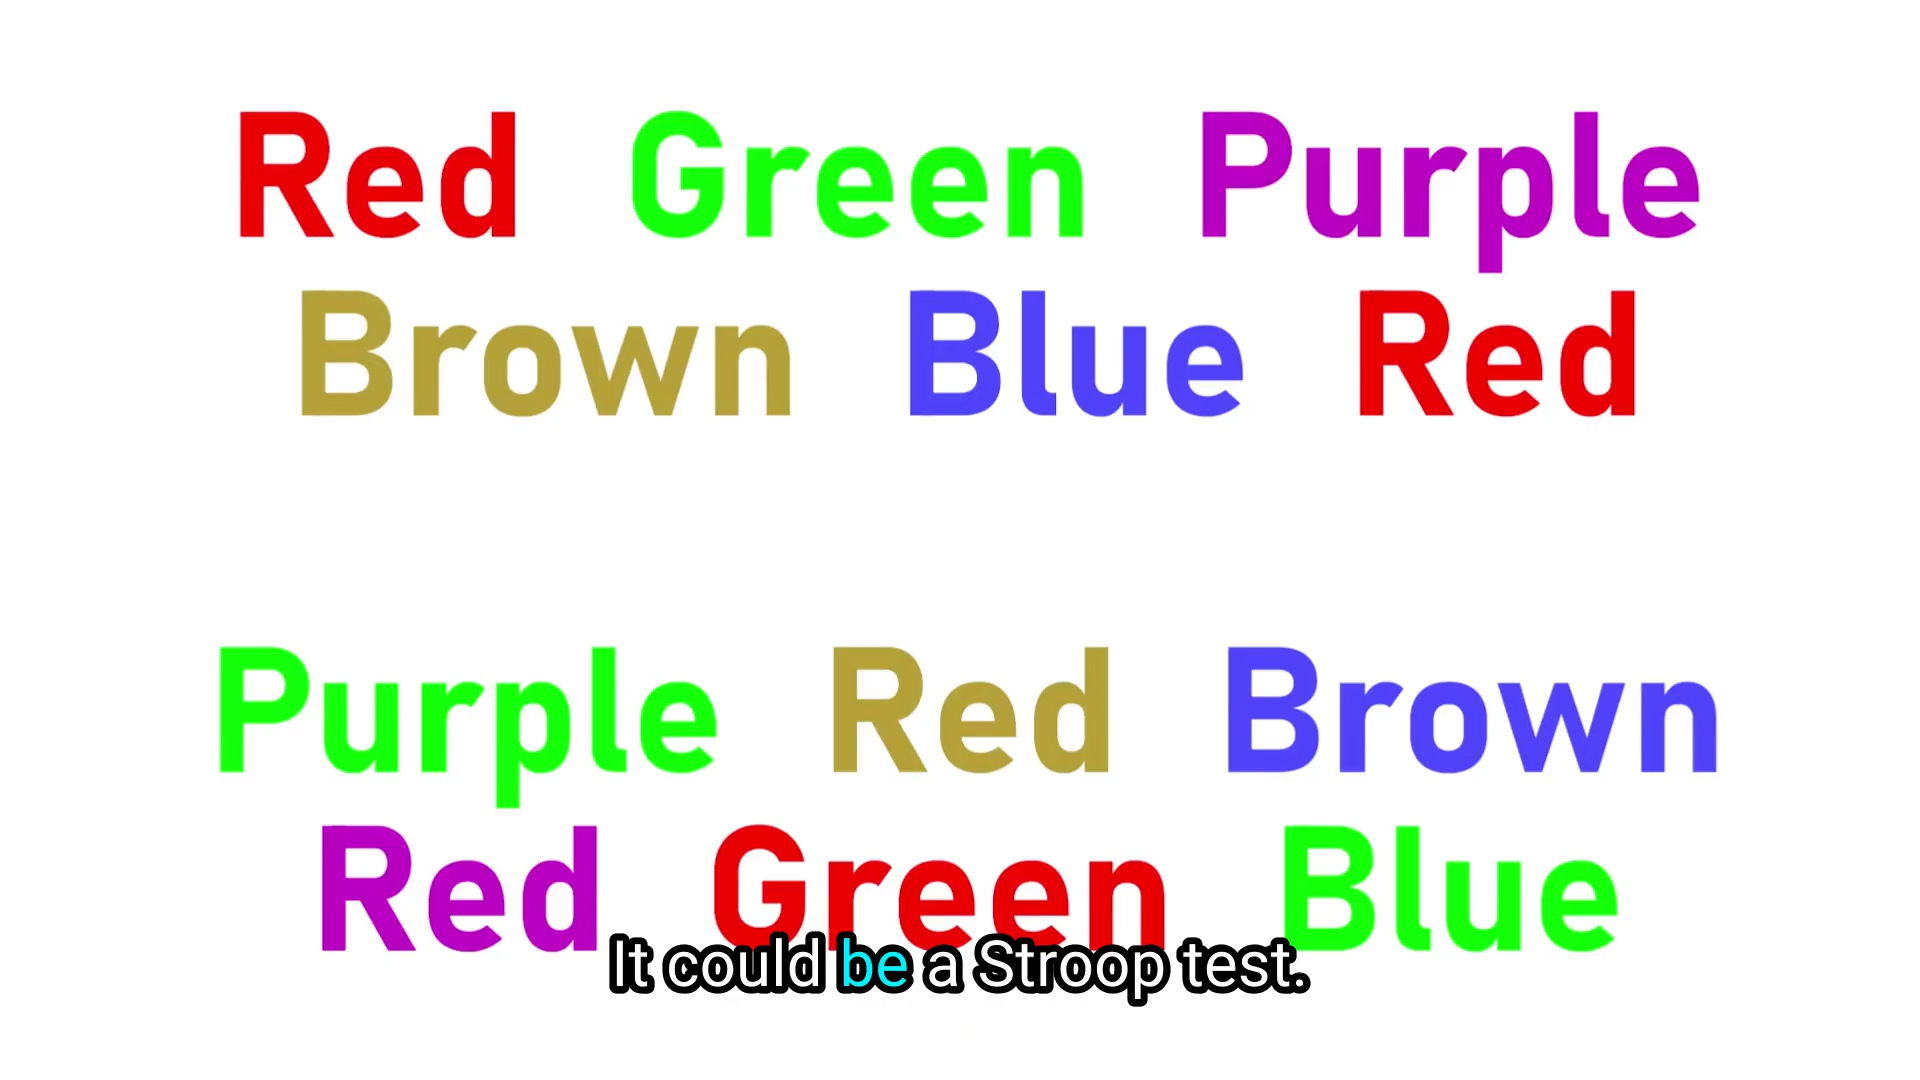 Red Green Purple
Brown Blue Red
Purple Red Brown
Red Green Blue
It could be a Stroop test.